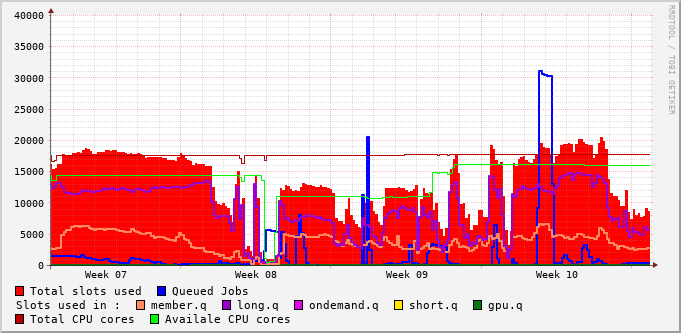 RRDTOOL / TOBI OETIKER
40000
35000
30000
25000
20000
15000
10000
5000
0
Week 07 Week 08 Week 09 Week 10
Total slots used Queued Jobs
Slots used in : member.q long.q ondemand.q short.q gpu.q
Total CPU cores Availale CPU cores